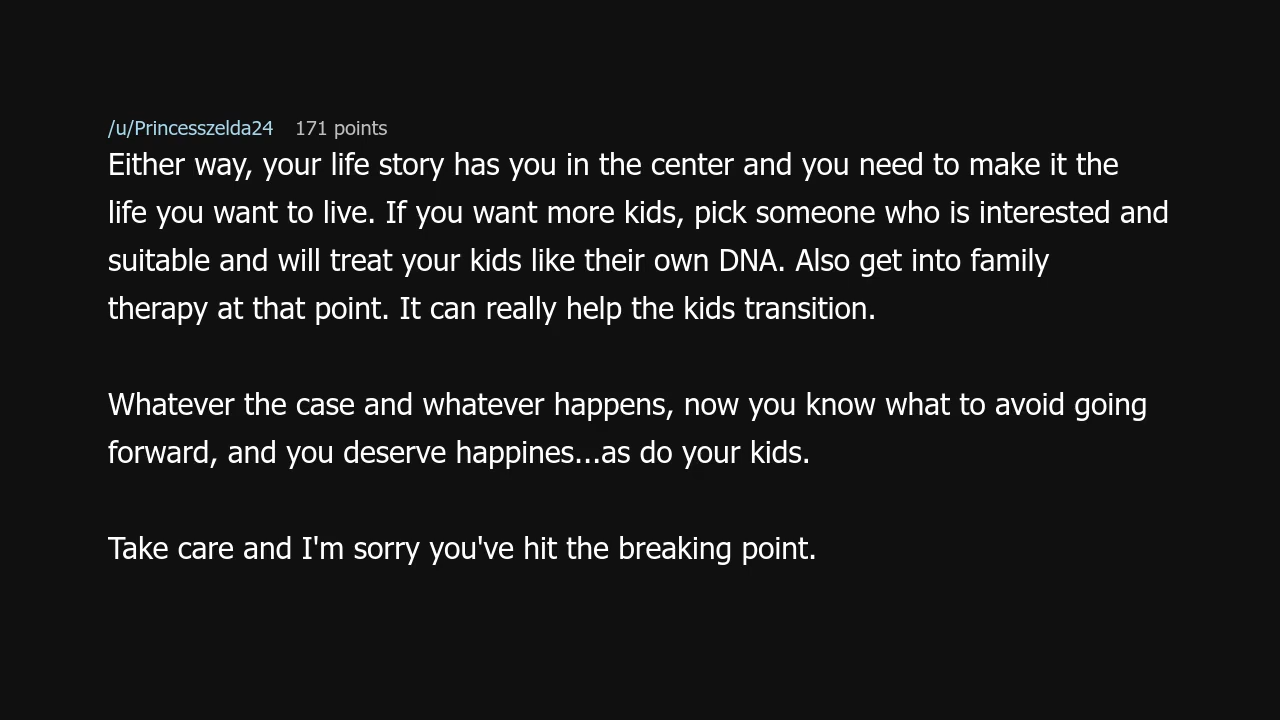 /u/Princesszelda24 171 points
Either way, your life story has you in the center and you need to make it the
life you want to live. If you want more kids, pick someone who is interested and
suitable and will treat your kids like their own DNA. Also get into family
therapy at that point. It can really help the kids transition.
Whatever the case and whatever happens, now you know what to avoid going
forward, and you deserve happines...as do your kids.
Take care and I'm sorry you've hit the breaking point.